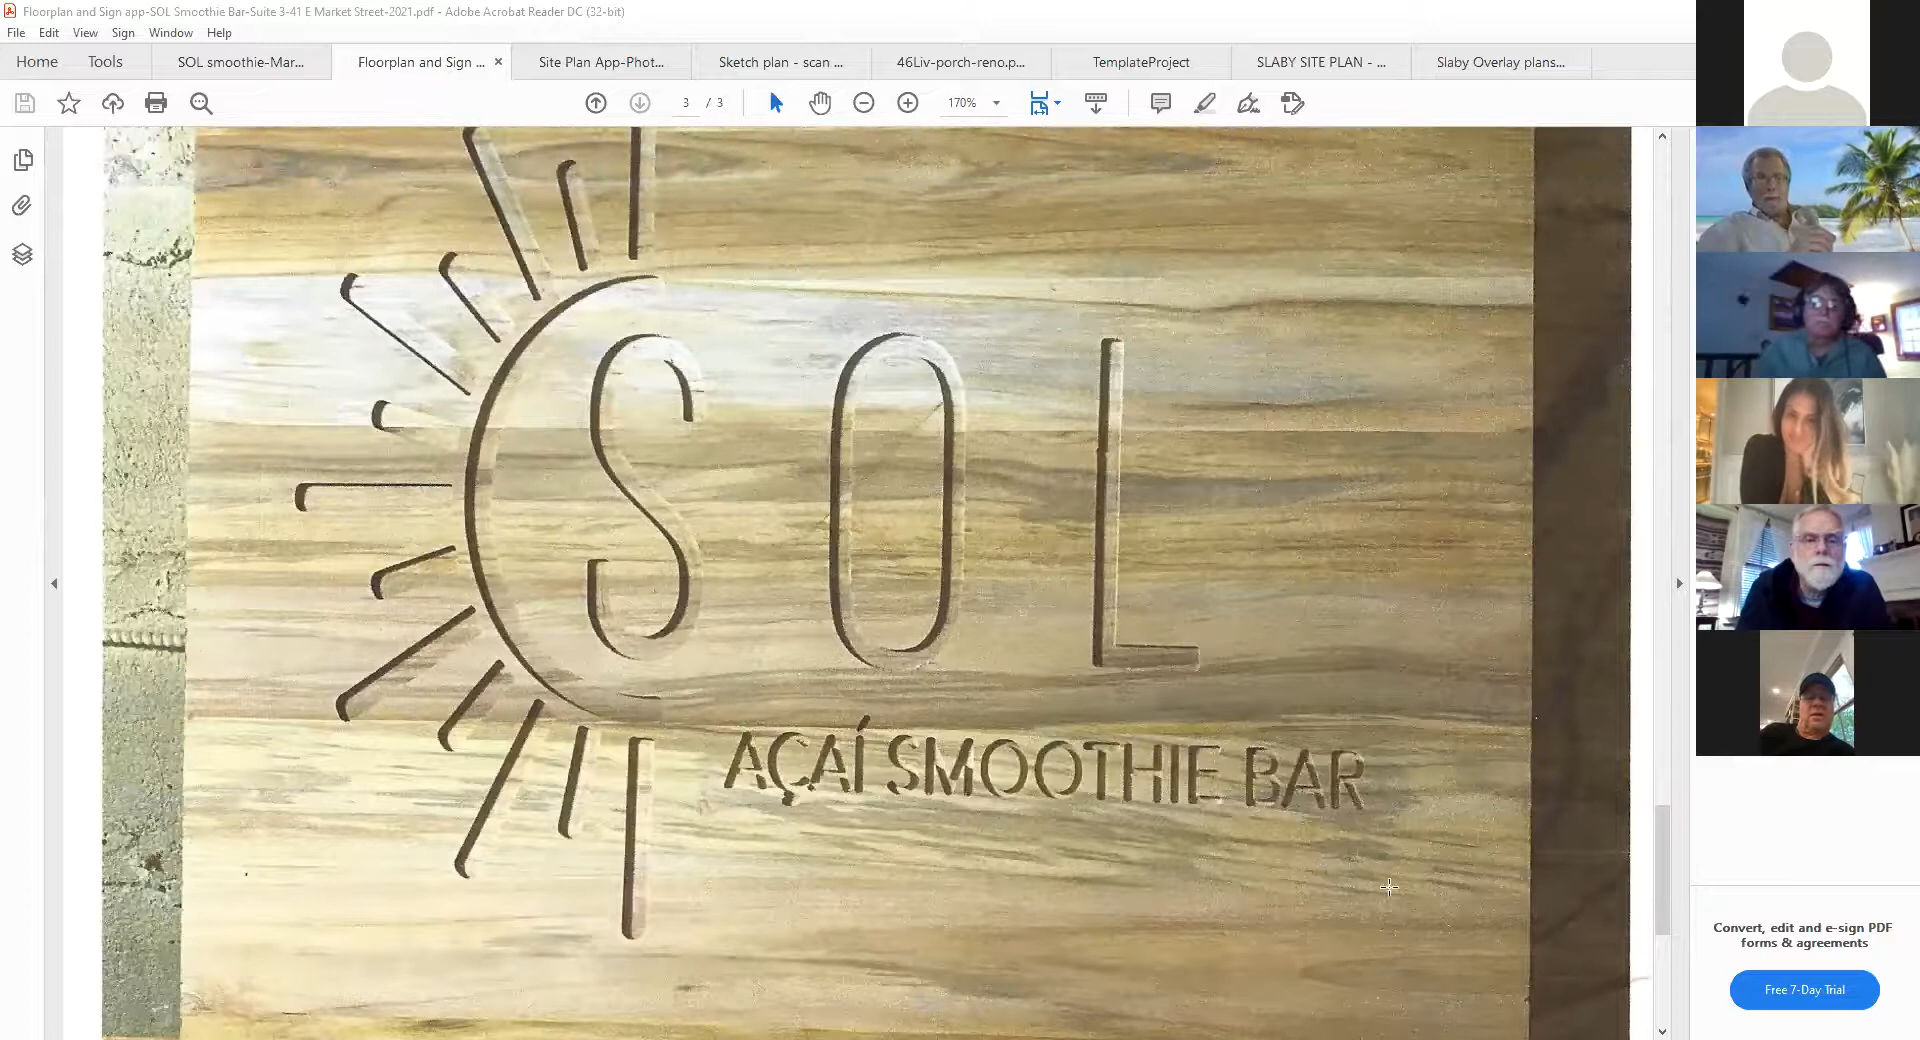 Floorplan and Sign app-SOL Smoothie Bar-Suite 3-41 E Market Street-2021.pdf - Adobe Acrobat Reader DC (32-bit)
File Edit View Sign Window Help
Home Tools SOL smoothie-Mar... Floorplan and Sign ... × Site Plan App-Phot... Sketch plan - scan ... 46Liv-porch-reno.p... TemplateProject SLABY SITE PLAN - ... Slaby Overlay plans...
3 / 3 170%
SOL
AÇAÍ SMOOTHIE BAR
Convert, edit and e-sign PDF
forms & agreements
Free 7-Day Trial